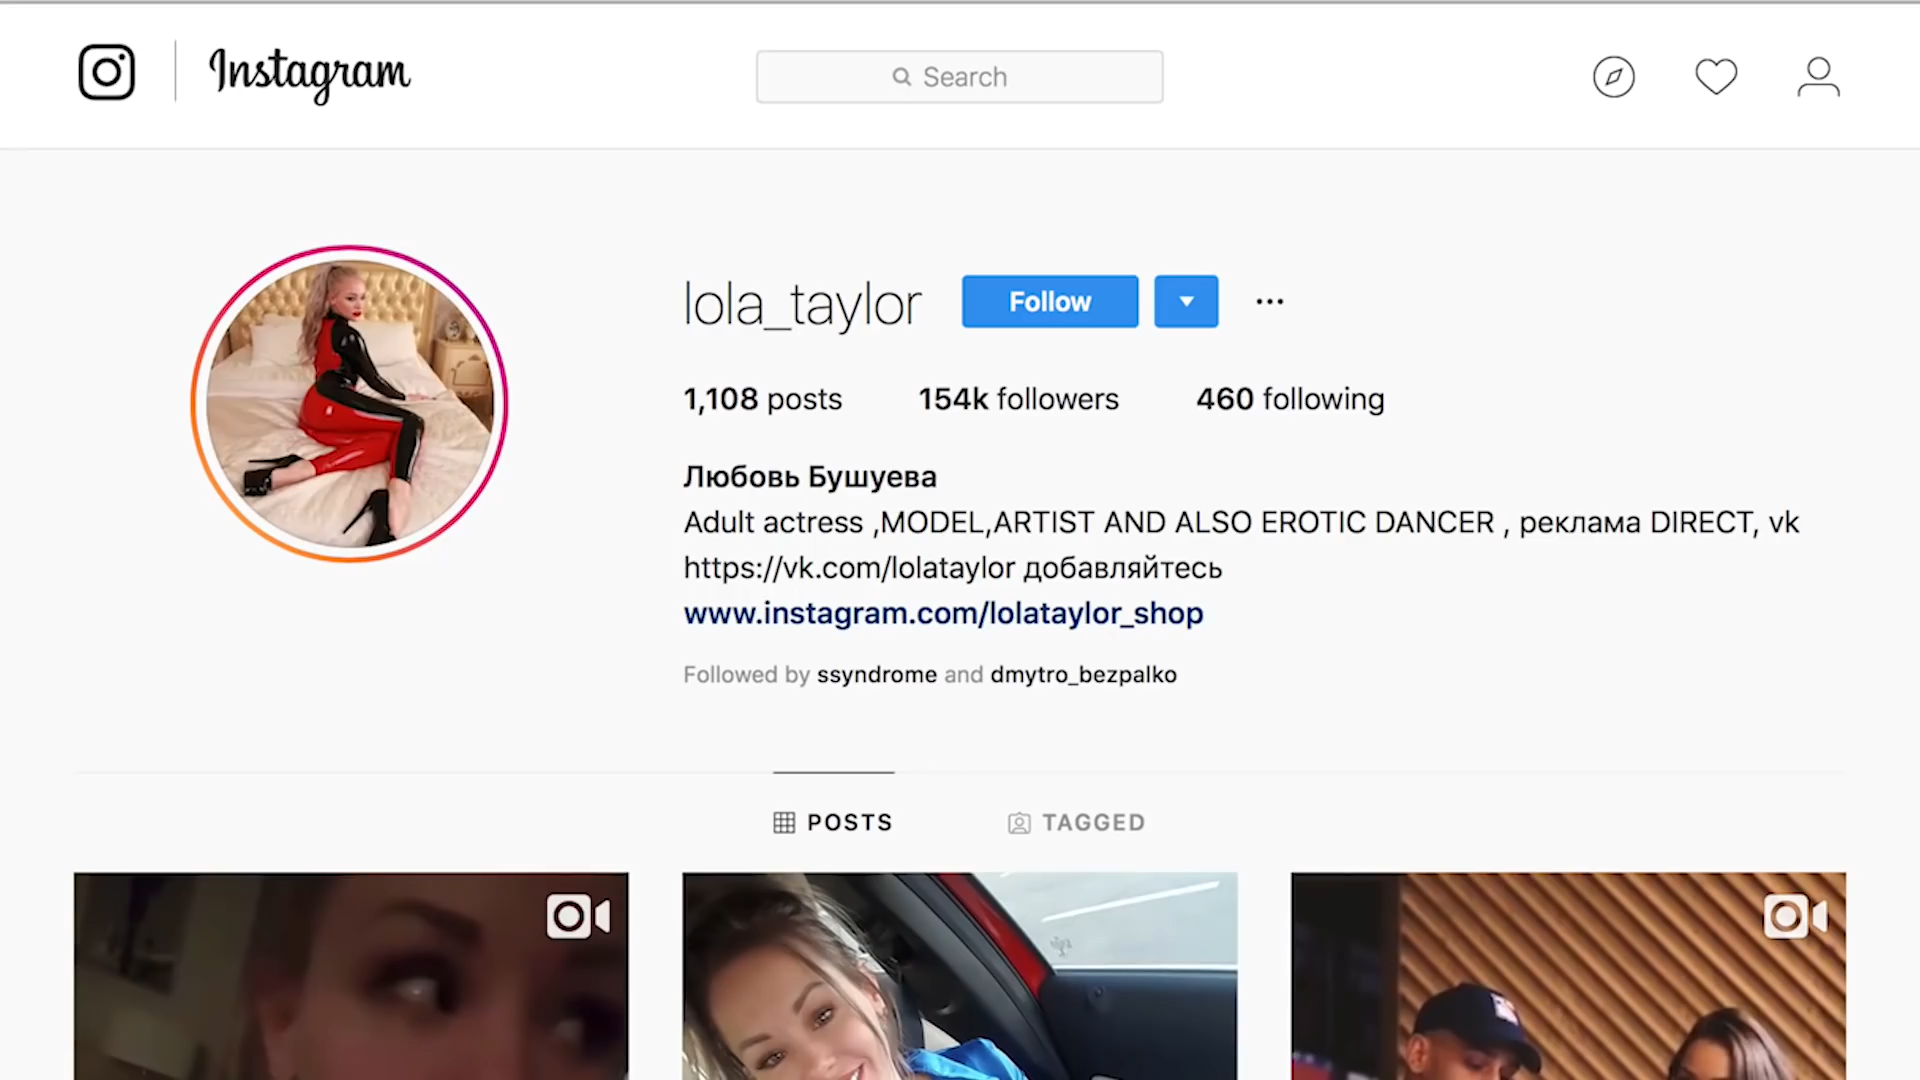 Instagram
Search
lola_taylor Follow
1,108 posts 154k followers 460 following
Любовь Бушуева
Adult actress ,MODEL,ARTIST AND ALSO EROTIC DANCER , реклама DIRECT, vk
https://vk.com/lolataylor добавляйтесь
www.instagram.com/lolataylor_shop
Followed by ssyndrome and dmytro_bezpalko
POSTS TAGGED